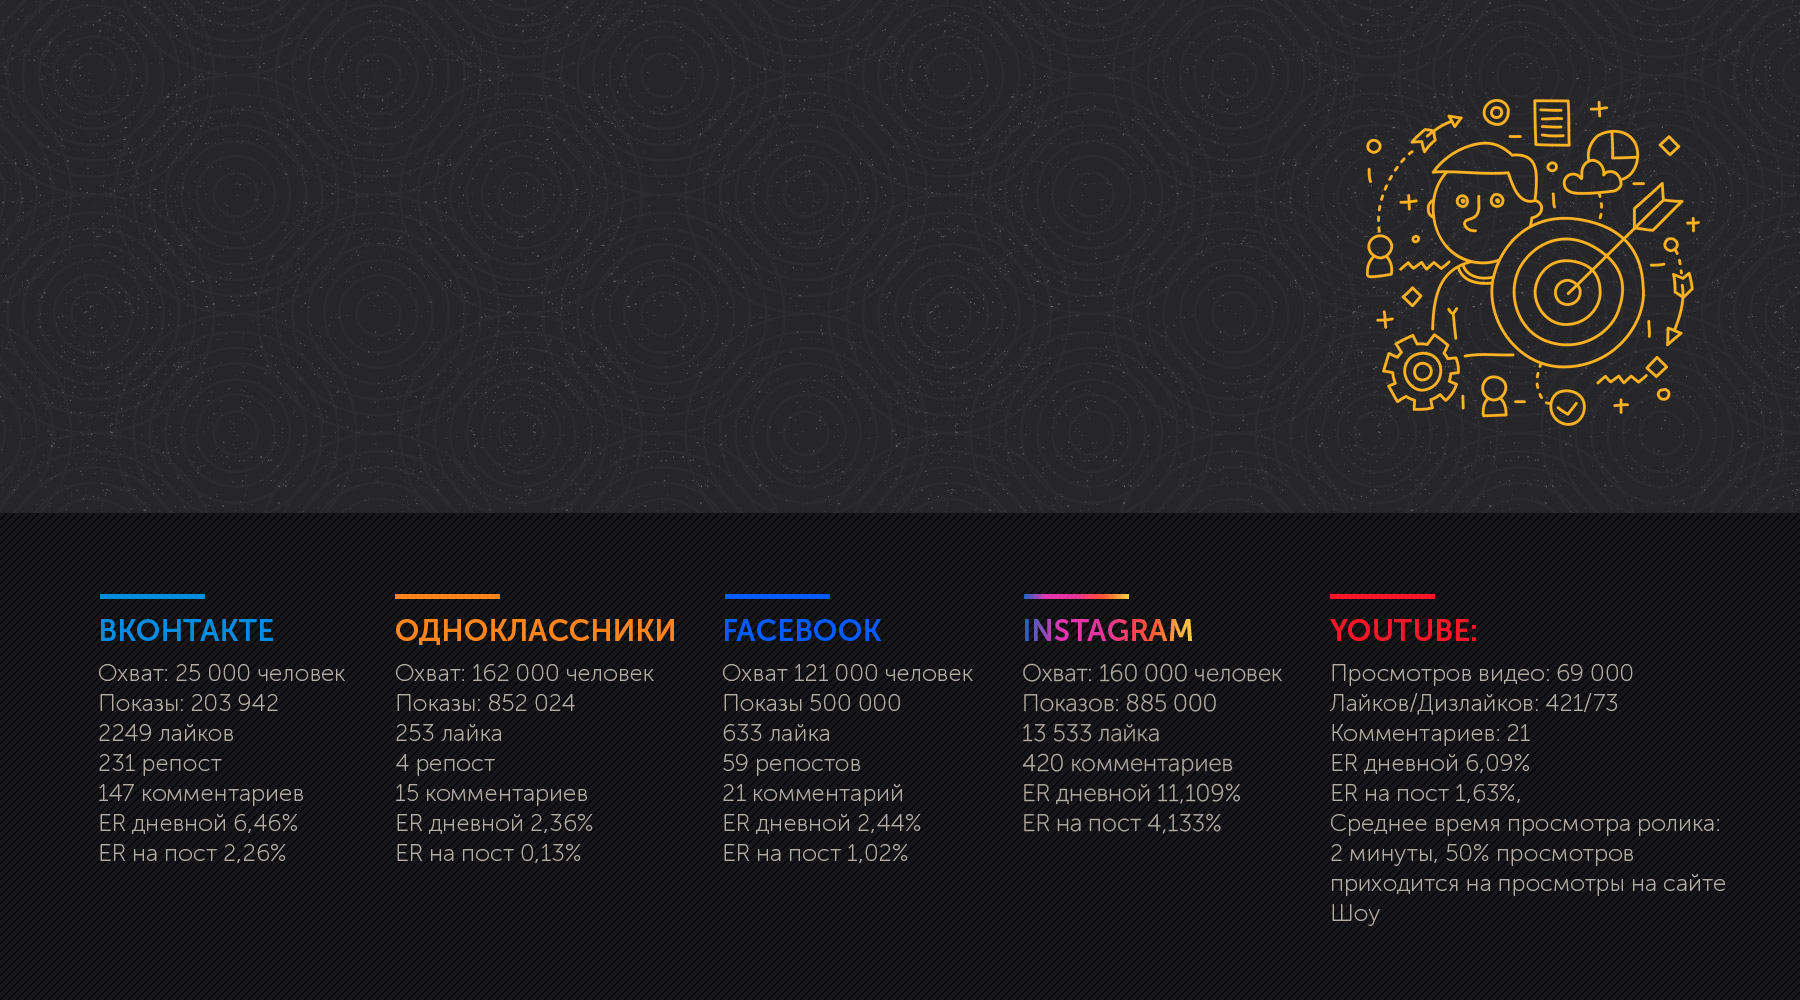 ВКОНТАКТЕ
Охват: 25 000 человек
Показы: 203 942
2249 лайков
231 репост
147 комментариев
ER дневной 6,46%
ER на пост 2,26%
ОДНОКЛАССНИКИ
Охват: 162 000 человек
Показы: 852 024
253 лайка
4 репост
15 комментариев
ER дневной 2,36%
ER на пост 0,13%
FACEBOOK
Охват 121 000 человек
Показы 500 000
633 лайка
59 репостов
21 комментарий
ER дневной 2,44%
ER на пост 1,02%
INSTAGRAM
Охват: 160 000 человек
Показов: 885 000
13 533 лайка
420 комментариев
ER дневной 11,109%
ER на пост 4,133%
YOUTUBE:
Просмотров видео: 69 000
Лайков/Дизлайков: 421/73
Комментариев: 21
ER дневной 6,09%
ER на пост 1,63%,
Среднее время просмотра ролика:
2 минуты, 50% просмотров
приходится на просмотры на сайте
Шоу